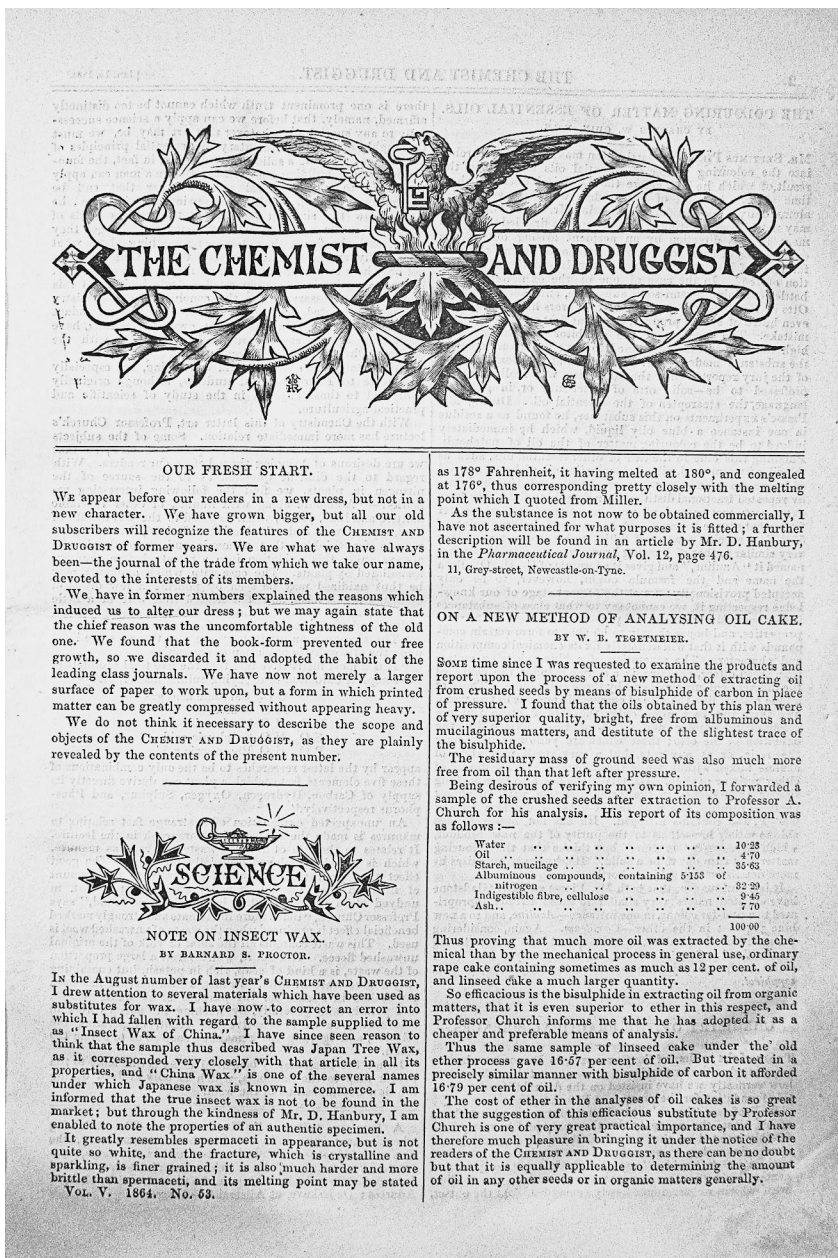 THE CHEMIST AND DRUGGIST
OUR FRESH START.
WE appear before our readers in a new dress, but not in a
new character. We have grown bigger, but all our old
subscribers will recognize the features of the CHEMIST AND
DRUGGIST of former years. We are what we have always
been—the journal of the trade from which we take our name,
devoted to the interests of its members.
We have in former numbers explained the reasons which
induced us to alter our dress; but we may again state that
the chief reason was the uncomfortable tightness of the old
one. We found that the book-form prevented our free
growth, so we discarded it and adopted the habit of the
leading class journals. We have now not merely a larger
surface of paper to work upon, but a form in which printed
matter can be greatly compressed without appearing heavy.
We do not think it necessary to describe the scope and
objects of the CHEMIST AND DRUGGIST, as they are plainly
revealed by the contents of the present number.
SCIENCE
NOTE ON INSECT WAX.
BY BARNARD S. PROCTOR.
IN the August number of last year's CHEMIST AND DRUGGIST,
I drew attention to several materials which have been used as
substitutes for wax. I have now to correct an error into
which I had fallen with regard to the sample supplied to me
as "Insect Wax of China." I have since seen reason to
think that the sample thus described was Japan Tree Wax,
as it corresponded very closely with that article in all its
properties, and "China Wax" is one of the several names
under which Japanese wax is known in commerce. I am
informed that the true insect wax is not to be found in the
market; but through the kindness of Mr. D. Hanbury, I am
enabled to note the properties of an authentic specimen.
It greatly resembles spermaceti in appearance, but is not
quite so white, and the fracture, which is crystalline and
sparkling, is finer grained; it is also much harder and more
brittle than spermaceti, and its melting point may be stated
VOL. V. 1864. No. 53.
as 178° Fahrenheit, it having melted at 180°, and congealed
at 176°, thus corresponding pretty closely with the melting
point which I quoted from Miller.
As the substance is not now to be obtained commercially, I
have not ascertained for what purposes it is fitted; a further
description will be found in an article by Mr. D. Hanbury,
in the Pharmaceutical Journal, Vol. 12, page 476.
11, Grey-street, Newcastle-on-Tyne.
ON A NEW METHOD OF ANALYSING OIL CAKE.
BY W. B. TEGETMEIER.
SOME time since I was requested to examine the products and
report upon the process of a new method of extracting oil
from crushed seeds by means of bisulphide of carbon in place
of pressure. I found that the oils obtained by this plan were
of very superior quality, bright, free from albuminous and
mucilaginous matters, and destitute of the slightest trace of
the bisulphide.
The residuary mass of ground seed was also much more
free from oil than that left after pressure.
Being desirous of verifying my own opinion, I forwarded a
sample of the crushed seeds after extraction to Professor A.
Church for his analysis. His report of its composition was
as follows:—
Water .. .. .. .. .. .. 10·23
Oil .. .. .. .. .. .. .. 4·70
Starch, mucilage .. .. .. .. .. 35·63
Albuminous compounds, containing 5·153 of
nitrogen .. .. .. .. .. .. 32·29
Indigestible fibre, cellulose .. .. .. .. 9·45
Ash .. .. .. .. .. .. .. 7 70
100·00
Thus proving that much more oil was extracted by the che-
mical than by the mechanical process in general use, ordinary
rape cake containing sometimes as much as 12 per cent. of oil,
and linseed cake a much larger quantity.
So efficacious is the bisulphide in extracting oil from organic
matters, that it is even superior to ether in this respect, and
Professor Church informs me that he has adopted it as a
cheaper and preferable means of analysis.
Thus the same sample of linseed cake under the old
ether process gave 16·57 per cent of oil. But treated in a
precisely similar manner with bisulphide of carbon it afforded
16·79 per cent of oil.
The cost of ether in the analyses of oil cakes is so great
that the suggestion of this efficacious substitute by Professor
Church is one of very great practical importance, and I have
therefore much pleasure in bringing it under the notice of the
readers of the CHEMIST AND DRUGGIST, as there can be no doubt
but that it is equally applicable to determining the amount
of oil in any other seeds or in organic matters generally.